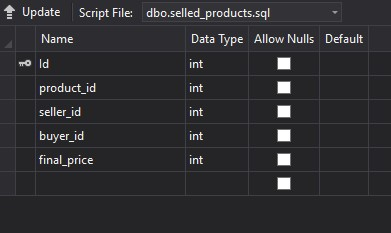 Update Script File: dbo.selled_products.sql
Name Data Type Allow Nulls Default
Id int
product_id int
seller_id int
buyer_id int
final_price int